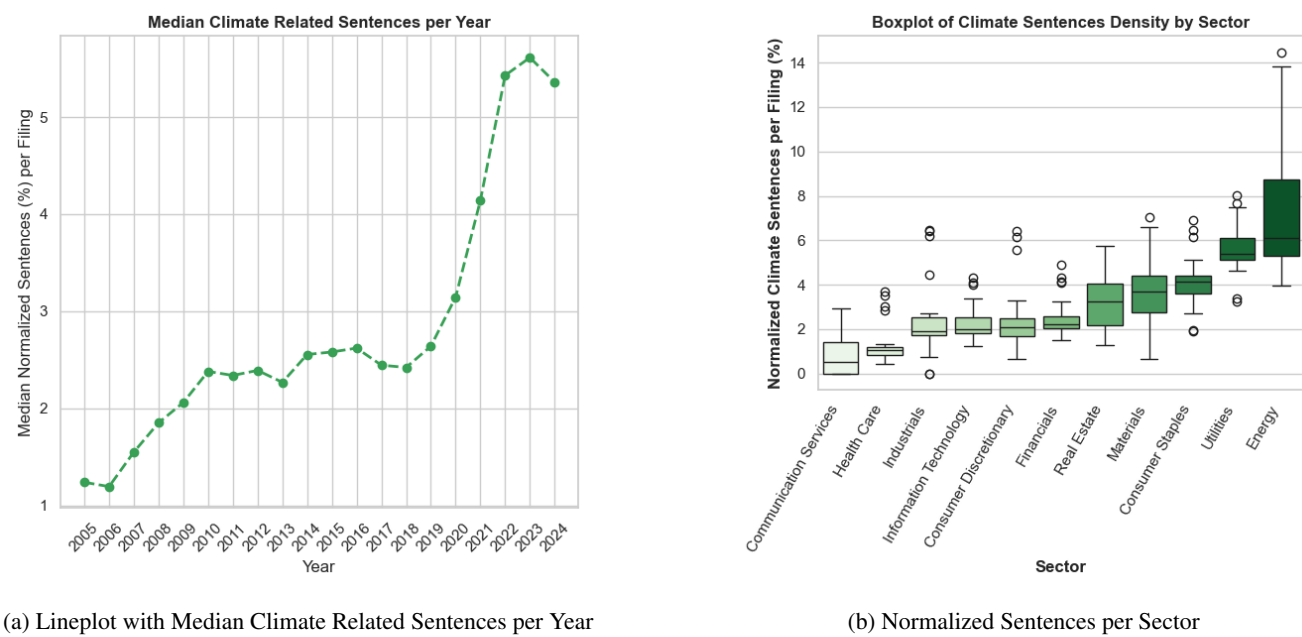 Median Climate Related Sentences per Year
Median Normalized Sentences (%) per Filing
5
4
3
2
1
2005
2006
2007
2008
2009
2010
2011
2012
2013
2014
2015
2016
2017
2018
2019
2020
2021
2022
2023
2024
Year
(a) Lineplot with Median Climate Related Sentences per Year
Boxplot of Climate Sentences Density by Sector
Normalized Climate Sentences per Filing (%)
14
12
10
8
6
4
2
0
Communication Services
Health Care
Industrials
Information Technology
Consumer Discretionary
Financials
Real Estate
Materials
Consumer Staples
Utilities
Energy
Sector
(b) Normalized Sentences per Sector